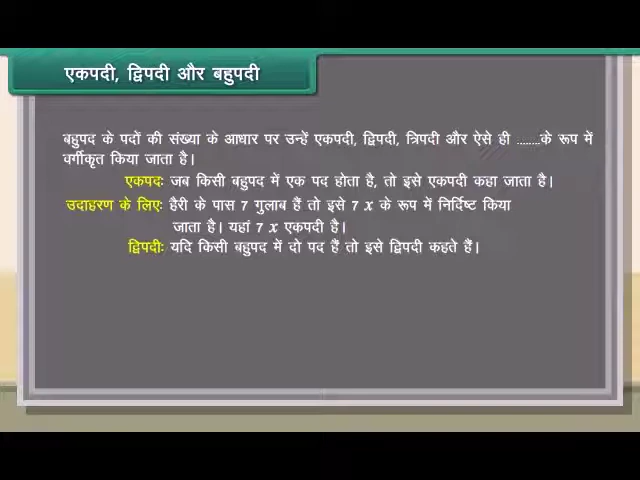 एकपदी, द्विपदी और बहुपदी
बहुपद के पदों की संख्या के आधार पर उन्हें एकपदी, द्विपदी, त्रिपदी और ऐसे ही ........के रूप में
वर्गीकृत किया जाता है।
एकपदः जब किसी बहुपद में एक पद होता है, तो इसे एकपदी कहा जाता है।
उदाहरण के लिएः हैरी के पास 7 गुलाब हैं तो इसे 7 x के रूप में निर्दिष्ट किया
जाता है। यहां 7 x एकपदी है।
द्विपदीः यदि किसी बहुपद में दो पद हैं तो इसे द्विपदी कहते हैं।